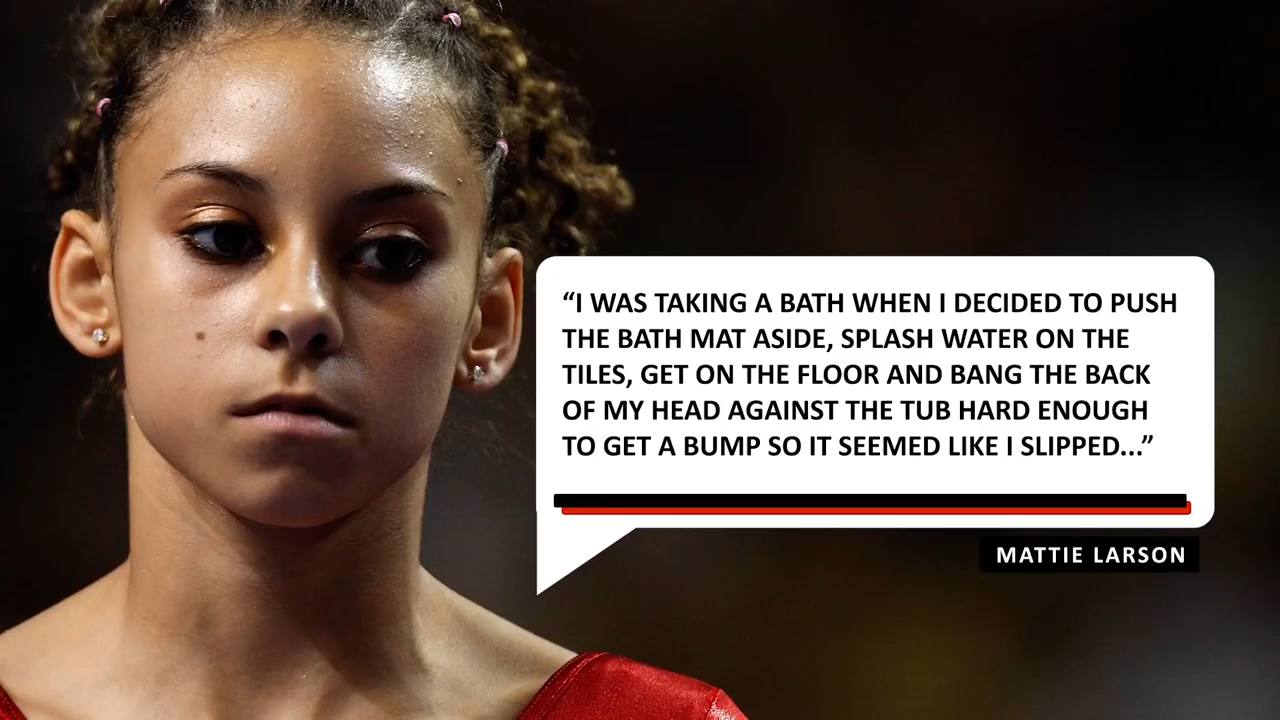 “I WAS TAKING A BATH WHEN I DECIDED TO PUSH
THE BATH MAT ASIDE, SPLASH WATER ON THE
TILES, GET ON THE FLOOR AND BANG THE BACK
OF MY HEAD AGAINST THE TUB HARD ENOUGH
TO GET A BUMP SO IT SEEMED LIKE I SLIPPED...”
MATTIE LARSON